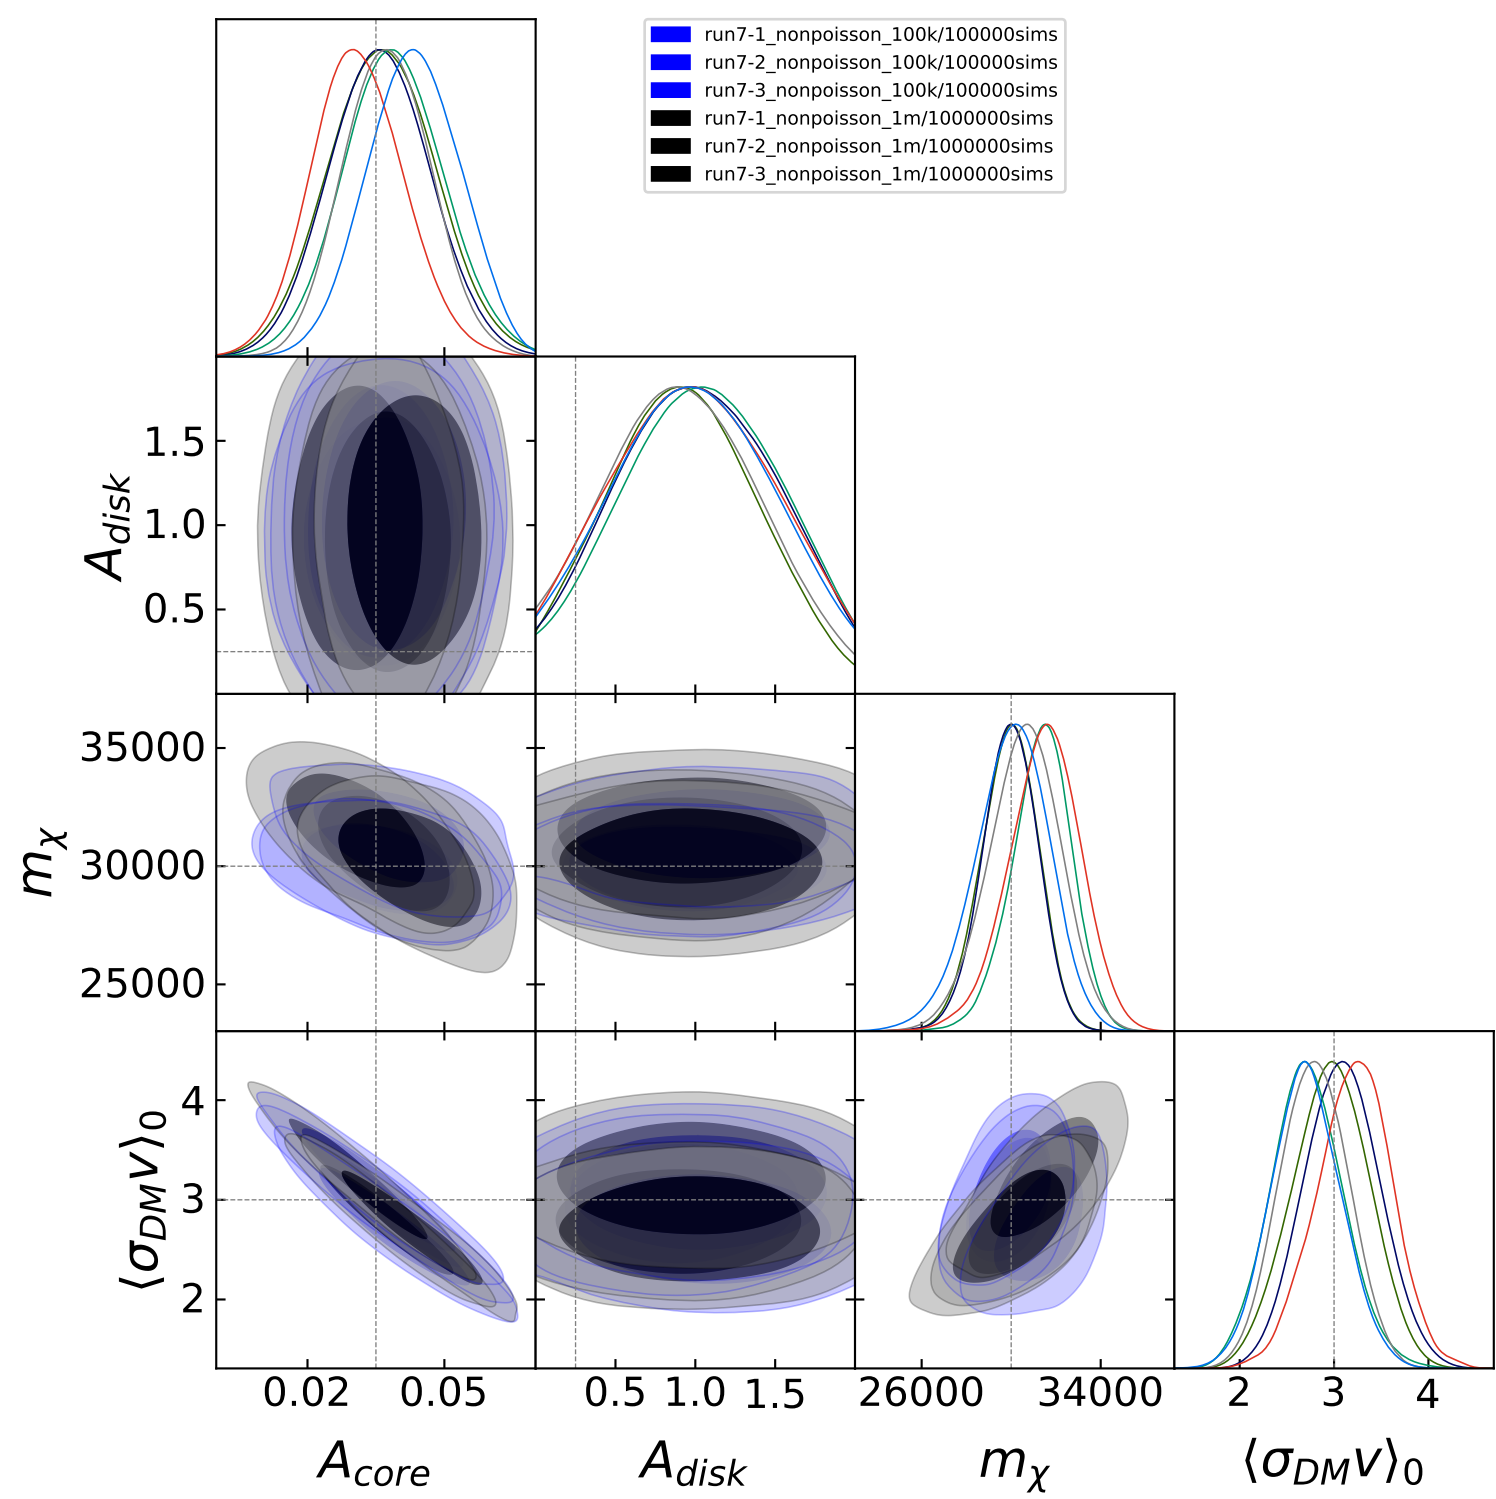 run7-1_nonpoisson_100k/100000sims
run7-2_nonpoisson_100k/100000sims
run7-3_nonpoisson_100k/100000sims
run7-1_nonpoisson_1m/1000000sims
run7-2_nonpoisson_1m/1000000sims
run7-3_nonpoisson_1m/1000000sims
A_disk
1.5
1.0
0.5
m_χ
35000
30000
25000
⟨σ_DM v⟩_0
4
3
2
0.02 0.05 0.5 1.0 1.5 26000 34000 2 3 4
A_core A_disk m_χ ⟨σ_DM v⟩_0